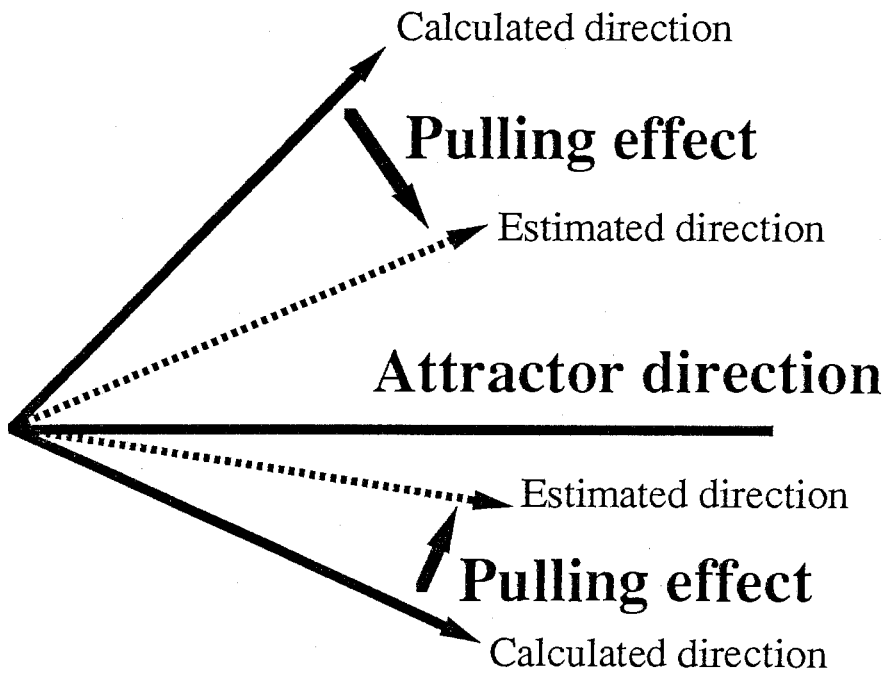 Calculated direction
Pulling effect
Estimated direction
Attractor direction
Estimated direction
Pulling effect
Calculated direction